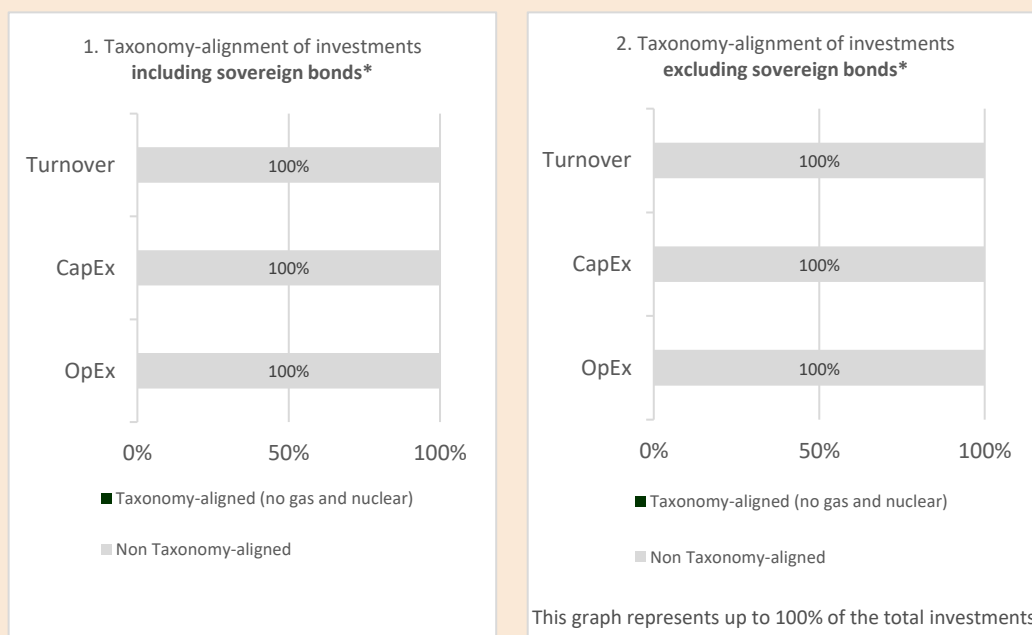 1. Taxonomy-alignment of investments
including sovereign bonds*
Turnover
100%
CapEx
100%
OpEx
100%
0%
50%
100%
Taxonomy-aligned (no gas and nuclear)
Non Taxonomy-aligned
2. Taxonomy-alignment of investments
excluding sovereign bonds*
Turnover
100%
CapEx
100%
OpEx
100%
0%
50%
100%
Taxonomy-aligned (no gas and nuclear)
Non Taxonomy-aligned
This graph represents up to 100% of the total investments